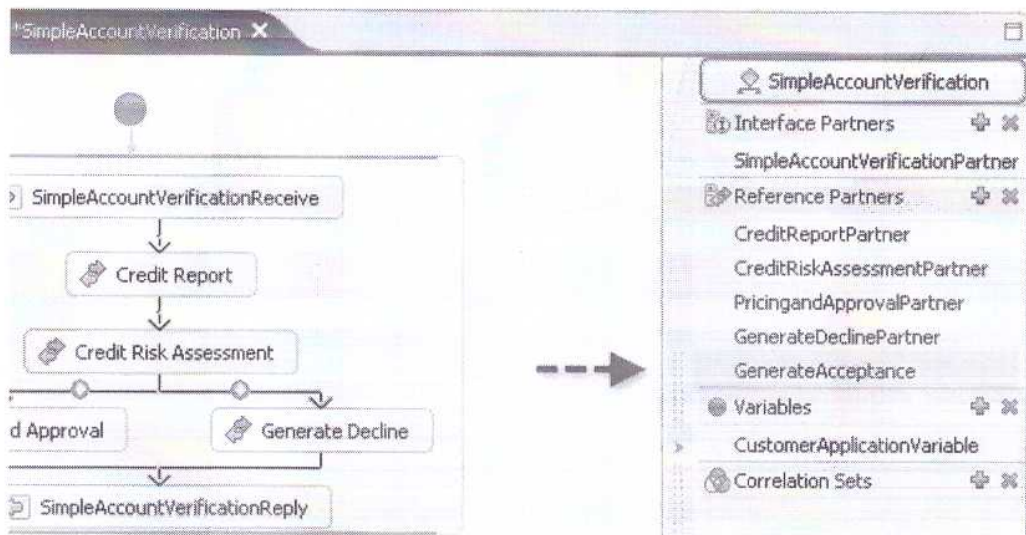 *SimpleAccountVerification
SimpleAccountVerificationReceive
Credit Report
Credit Risk Assessment
d Approval
Generate Decline
SimpleAccountVerificationReply
SimpleAccountVerification
Interface Partners
SimpleAccountVerificationPartner
Reference Partners
CreditReportPartner
CreditRiskAssessmentPartner
PricingandApprovalPartner
GenerateDeclinePartner
GenerateAcceptance
Variables
CustomerApplicationVariable
Correlation Sets